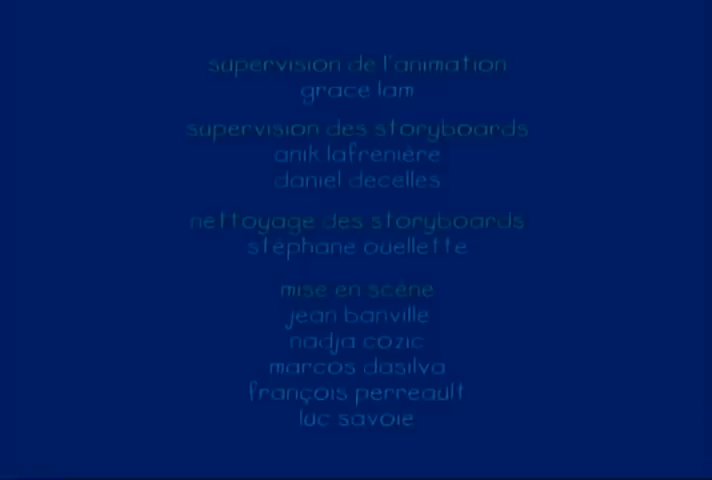 supervision de l'animation
grace lam
supervision des storyboards
anik lafrenière
daniel decelles
nettoyage des storyboards
stéphane ouellette
mise en scène
jean banville
nadja cozic
marcos dasilva
françois perreault
luc savoie